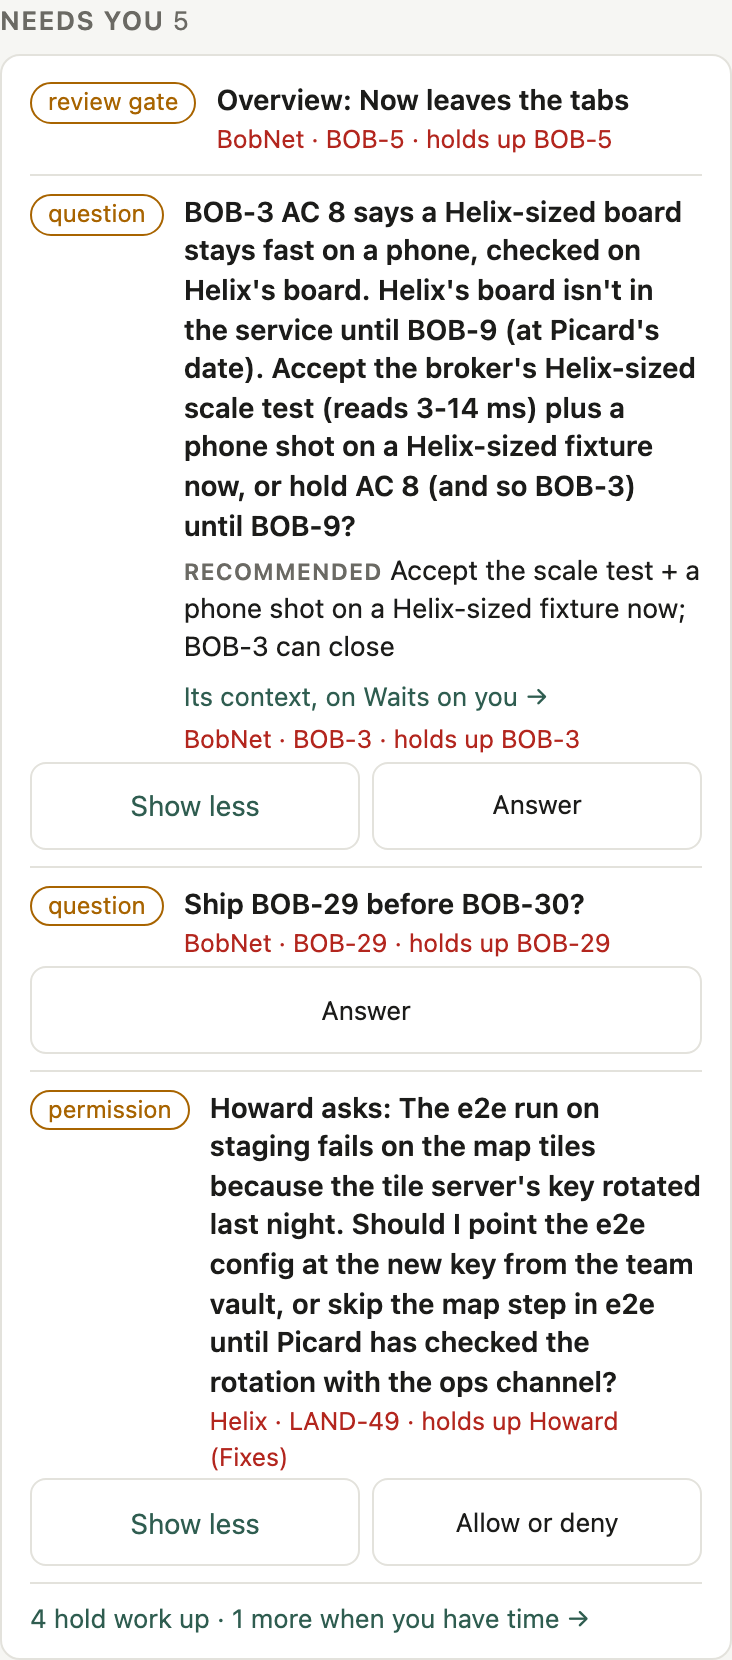 NEEDS YOU 5
review gate
Overview: Now leaves the tabs
BobNet · BOB-5 · holds up BOB-5
question
BOB-3 AC 8 says a Helix-sized board
stays fast on a phone, checked on
Helix's board. Helix's board isn't in
the service until BOB-9 (at Picard's
date). Accept the broker's Helix-sized
scale test (reads 3-14 ms) plus a
phone shot on a Helix-sized fixture
now, or hold AC 8 (and so BOB-3)
until BOB-9?
RECOMMENDED Accept the scale test + a
phone shot on a Helix-sized fixture now;
BOB-3 can close
Its context, on Waits on you →
BobNet · BOB-3 · holds up BOB-3
Show less
Answer
question
Ship BOB-29 before BOB-30?
BobNet · BOB-29 · holds up BOB-29
Answer
permission
Howard asks: The e2e run on
staging fails on the map tiles
because the tile server's key rotated
last night. Should I point the e2e
config at the new key from the team
vault, or skip the map step in e2e
until Picard has checked the
rotation with the ops channel?
Helix · LAND-49 · holds up Howard
(Fixes)
Show less
Allow or deny
4 hold work up · 1 more when you have time →